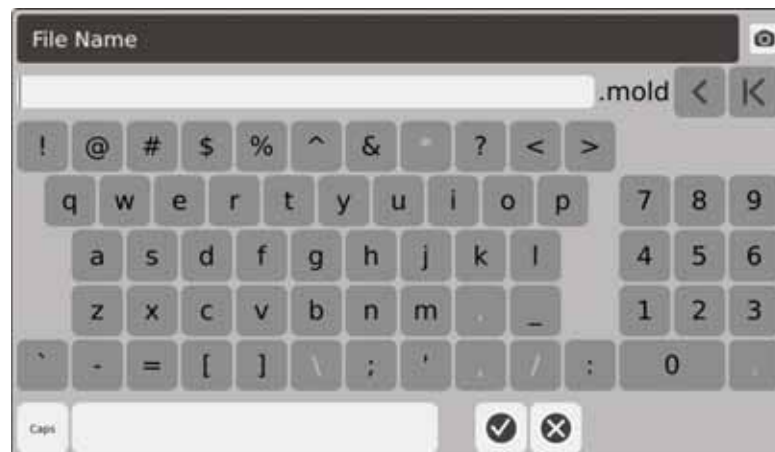 File Name
.mold < K
! @ # $ % ^ & * ? < >
q w e r t y u i o p 7 8 9
a s d f g h j k l 4 5 6
z x c v b n m . _ 1 2 3
` - = [ ] \ ; ' , / : 0 .
Caps